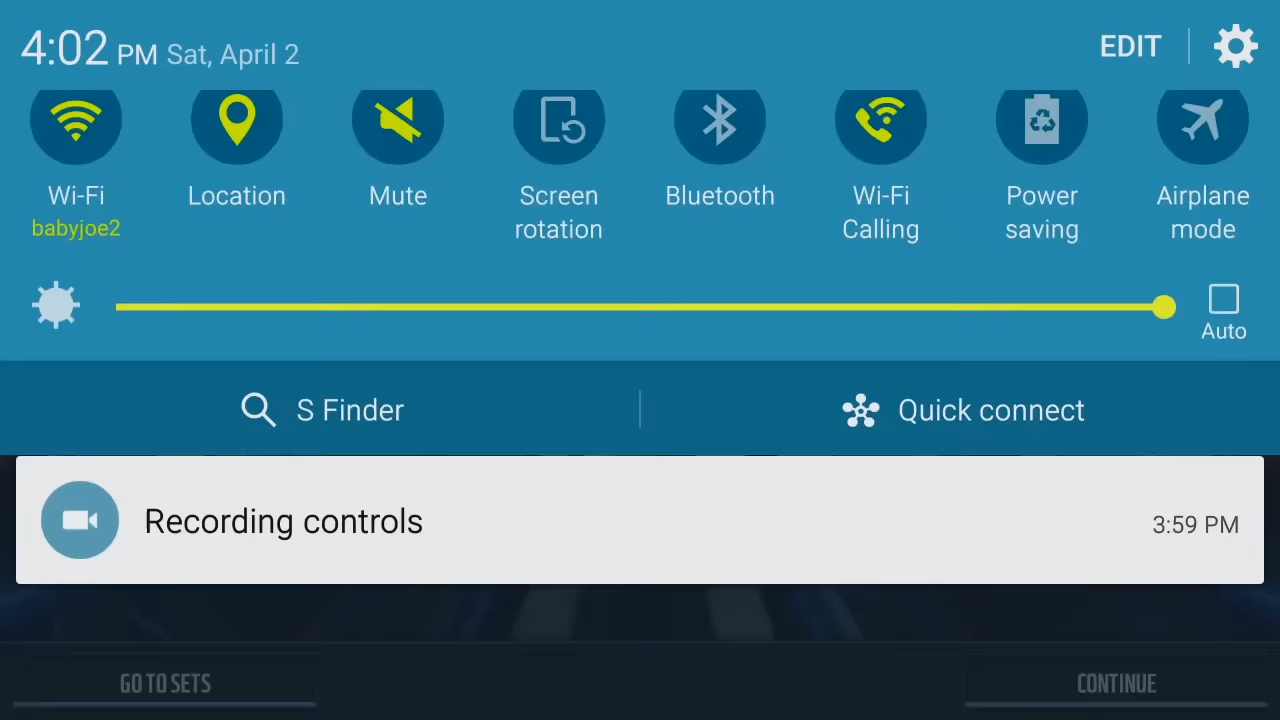 4:02 PM Sat, April 2
EDIT
Wi-Fi
babyjoe2
Location
Mute
Screen
rotation
Bluetooth
Wi-Fi
Calling
Power
saving
Airplane
mode
Auto
S Finder
Quick connect
Recording controls
3:59 PM
GO TO SETS
CONTINUE